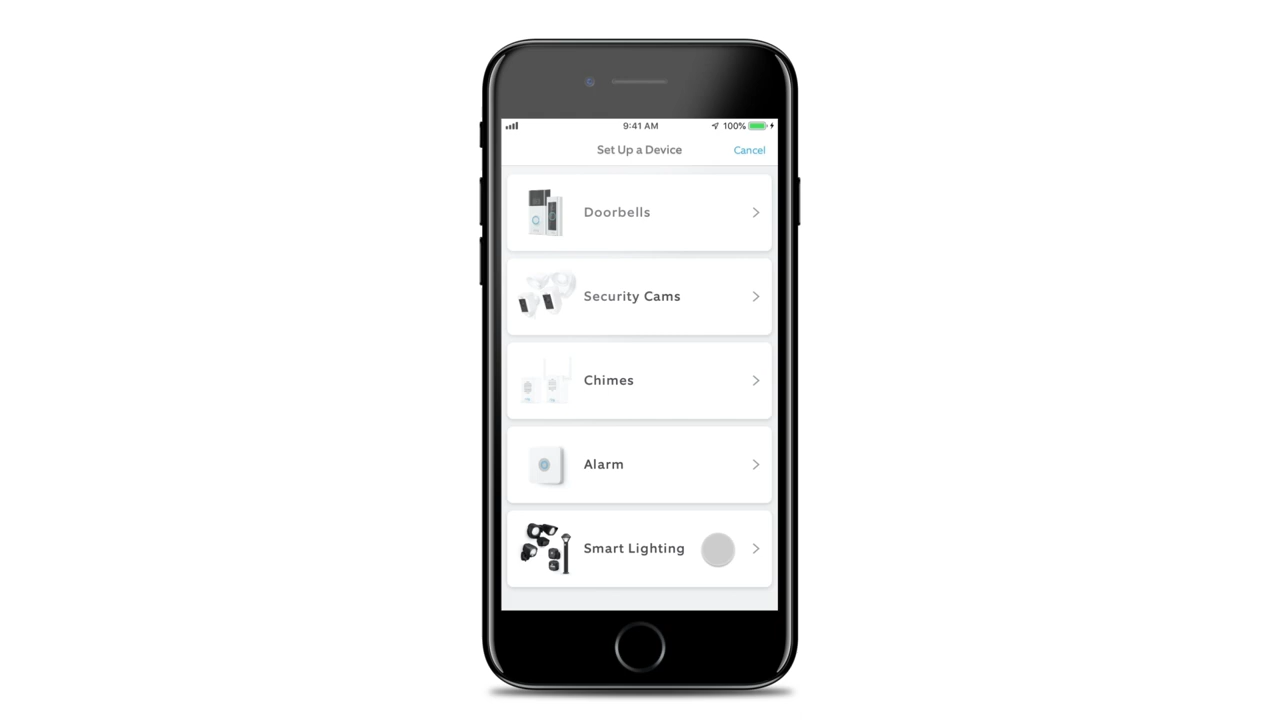 9:41 AM
100%
Set Up a Device
Cancel
Doorbells
Security Cams
Chimes
Alarm
Smart Lighting